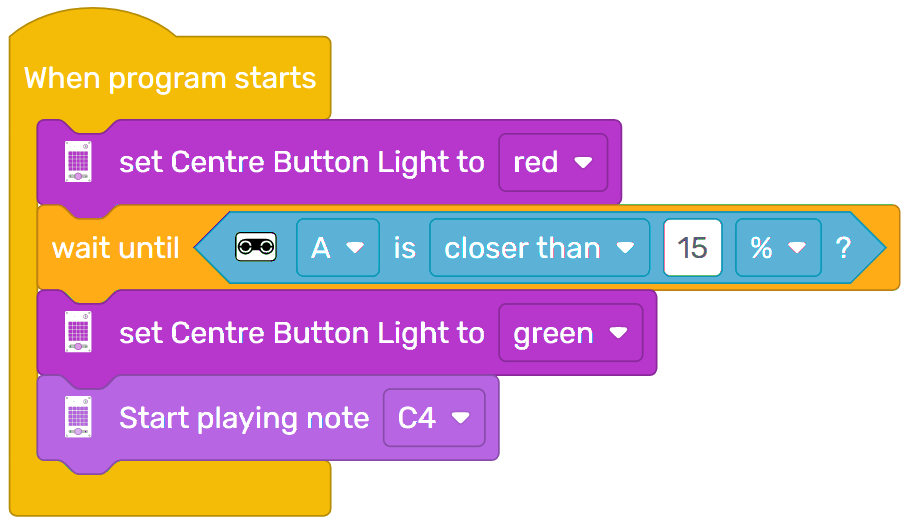 When program starts
set Centre Button Light to red
wait until A is closer than 15 % ?
set Centre Button Light to green
Start playing note C4